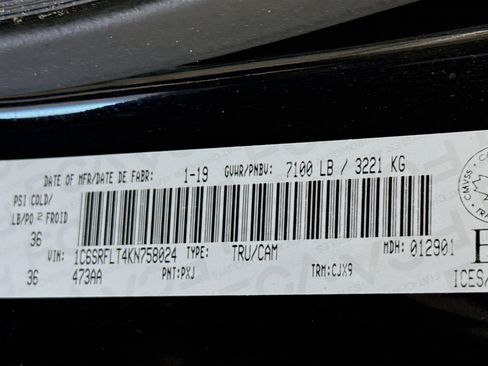 DATE OF MFR/DATE DE FABR: 1-19 GVWR/PNBV: 7100 LB / 3221 KG
PSI COLD/
LB/PO 2 FROID
36
VIN: 1C6SRFLT4KN758024 TYPE: TRU/CAM MDH: 012901
36 473AA PNT:PXJ TRM:CJX9
ICES/
CMVSS